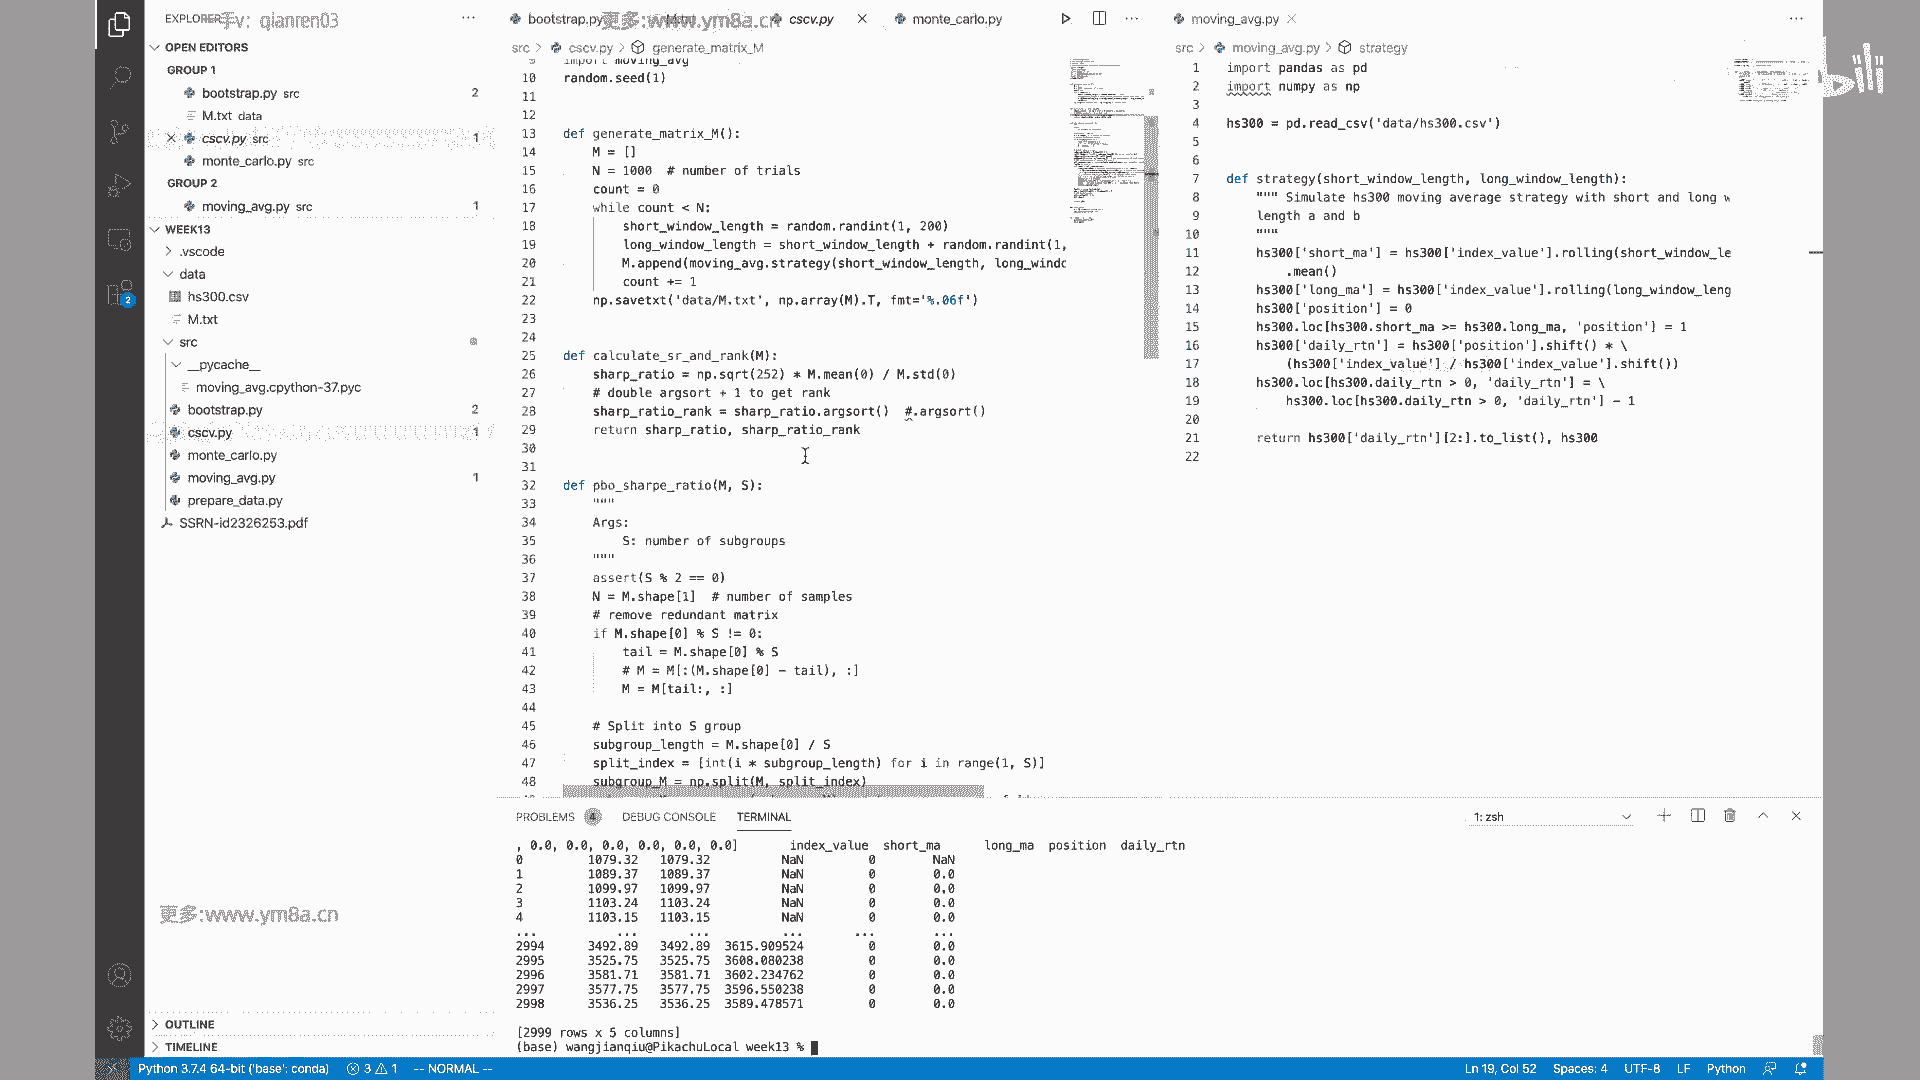 EXPLORER
手v: qianren03
OPEN EDITORS
GROUP 1
bootstrap.py src 2
M.txt data
cscv.py src 1
monte_carlo.py src
GROUP 2
moving_avg.py src 1
WEEK13
.vscode
data
hs300.csv
M.txt
src
__pycache__
moving_avg.cpython-37.pyc
bootstrap.py 2
cscv.py 1
monte_carlo.py
moving_avg.py 1
prepare_data.py
SSRN-id2326253.pdf
更多:www.ym8a.cn
OUTLINE
TIMELINE
2
bootstrap.py
更多:www.ym8a.cn
cscv.py
monte_carlo.py
src > cscv.py > generate_matrix_M
9 import moving_avg
10 random.seed(1)
11
12
13 def generate_matrix_M():
14 M = []
15 N = 1000 # number of trials
16 count = 0
17 while count < N:
18 short_window_length = random.randint(1, 200)
19 long_window_length = short_window_length + random.randint(1,
20 M.append(moving_avg.strategy(short_window_length, long_windo
21 count += 1
22 np.savetxt('data/M.txt', np.array(M).T, fmt='%.06f')
23
24
25 def calculate_sr_and_rank(M):
26 sharp_ratio = np.sqrt(252) * M.mean(0) / M.std(0)
27 # double argsort + 1 to get rank
28 sharp_ratio_rank = sharp_ratio.argsort() #.argsort()
29 return sharp_ratio, sharp_ratio_rank
30
31
32 def pbo_sharpe_ratio(M, S):
33 """
34 Args:
35 S: number of subgroups
36 """
37 assert(S % 2 == 0)
38 N = M.shape[1] # number of samples
39 # remove redundant matrix
40 if M.shape[0] % S != 0:
41 tail = M.shape[0] % S
42 # M = M[:(M.shape[0] - tail), :]
43 M = M[tail:, :]
44
45 # Split into S group
46 subgroup_length = M.shape[0] / S
47 split_index = [int(i * subgroup_length) for i in range(1, S)]
48 subgroup_M = np.split(M, split_index)
moving_avg.py
src > moving_avg.py > strategy
1 import pandas as pd
2 import numpy as np
3
4 hs300 = pd.read_csv('data/hs300.csv')
5
6
7 def strategy(short_window_length, long_window_length):
8 """ Simulate hs300 moving average strategy with short and long w
9 length a and b
10 """
11 hs300['short_ma'] = hs300['index_value'].rolling(short_window_le
12 .mean()
13 hs300['long_ma'] = hs300['index_value'].rolling(long_window_leng
14 hs300['position'] = 0
15 hs300.loc[hs300.short_ma >= hs300.long_ma, 'position'] = 1
16 hs300['daily_rtn'] = hs300['position'].shift() * \
17 (hs300['index_value'] / hs300['index_value'].shift())
18 hs300.loc[hs300.daily_rtn > 0, 'daily_rtn'] = \
19 hs300.loc[hs300.daily_rtn > 0, 'daily_rtn'] - 1
20
21 return hs300['daily_rtn'][2:].to_list(), hs300
22
bili
PROBLEMS 4 DEBUG CONSOLE TERMINAL
1: zsh
, 0.0, 0.0, 0.0, 0.0, 0.0, 0.0] index_value short_ma long_ma position daily_rtn
0 1079.32 1079.32 NaN 0 NaN
1 1089.37 1089.37 NaN 0 0.0
2 1099.97 1099.97 NaN 0 0.0
3 1103.24 1103.24 NaN 0 0.0
4 1103.15 1103.15 NaN 0 0.0
... ... ... ... ... ...
2994 3492.89 3492.89 3615.909524 0 0.0
2995 3525.75 3525.75 3608.080238 0 0.0
2996 3581.71 3581.71 3602.234762 0 0.0
2997 3577.75 3577.75 3596.550238 0 0.0
2998 3536.25 3536.25 3589.478571 0 0.0
[2999 rows x 5 columns]
(base) wangjianqiu@PikachuLocal week13 %
Python 3.7.4 64-bit ('base': conda) 3 1 -- NORMAL --
Ln 19, Col 52 Spaces: 4 UTF-8 LF Python